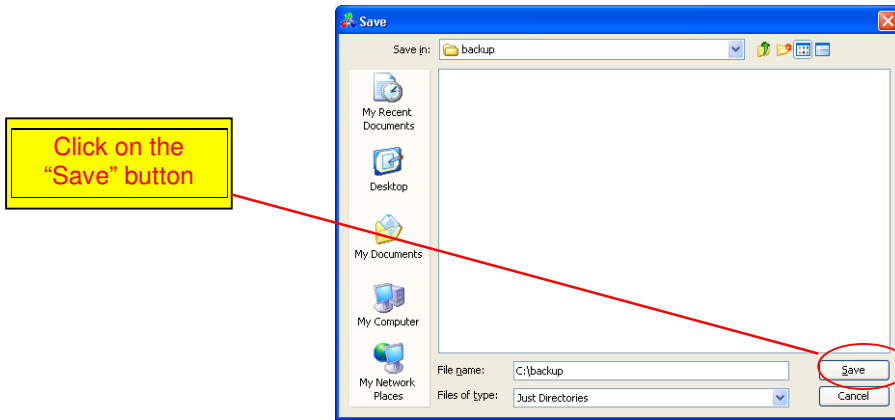 Save
Save in:
backup
My Recent
Documents
Desktop
My Documents
My Computer
My Network
Places
Click on the
“Save” button
File name:
C:\backup
Save
Files of type:
Just Directories
Cancel